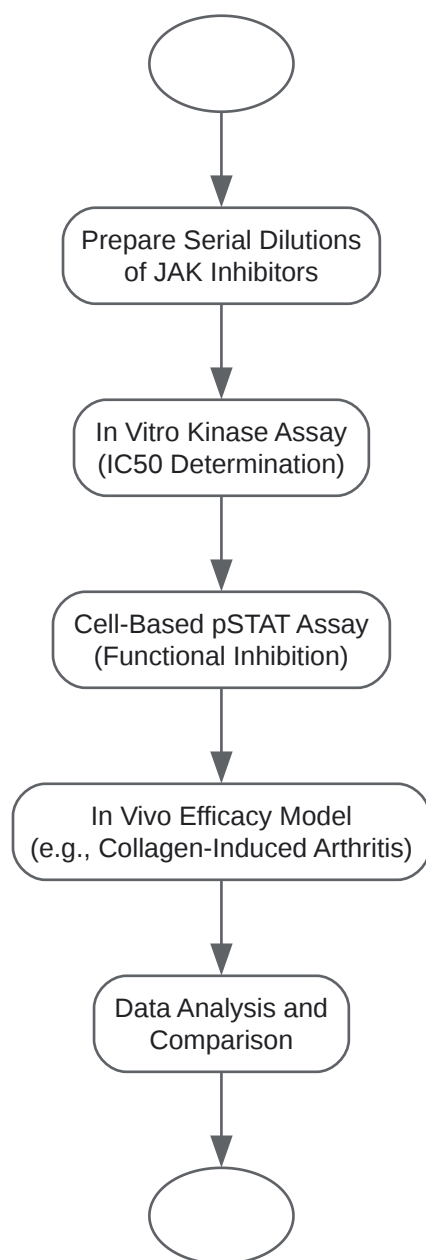 Prepare Serial Dilutions
of JAK Inhibitors
In Vitro Kinase Assay
(IC50 Determination)
Cell-Based pSTAT Assay
(Functional Inhibition)
In Vivo Efficacy Model
(e.g., Collagen-Induced Arthritis)
Data Analysis and
Comparison